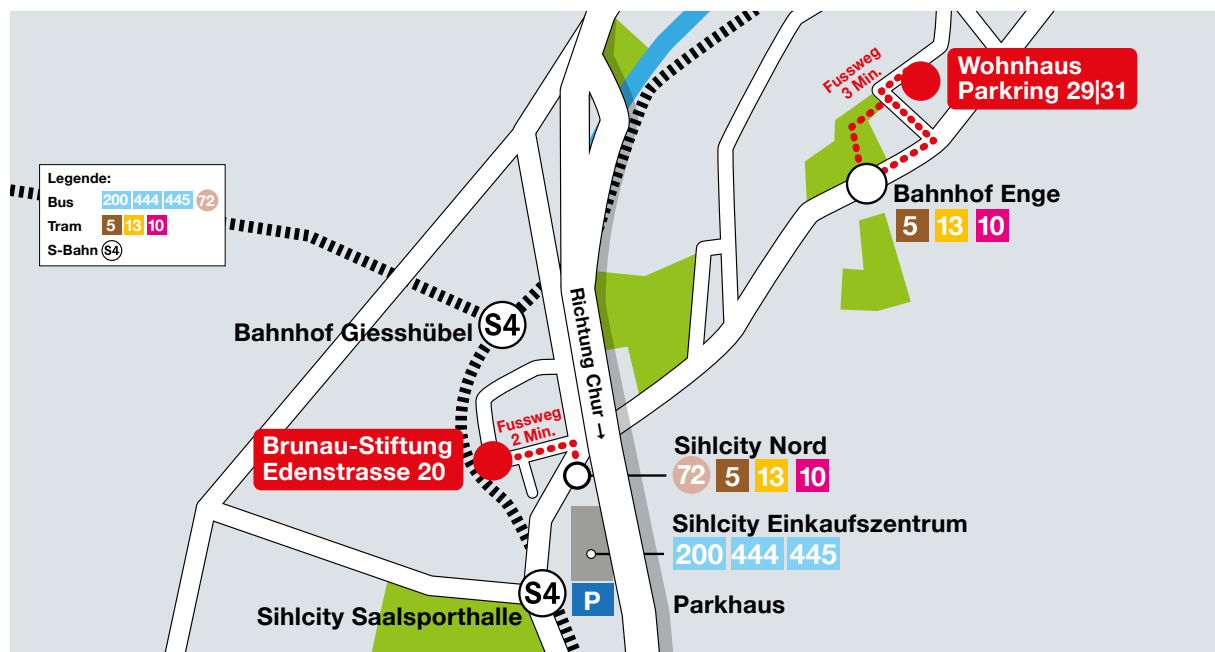 Fussweg
3 Min.
Wohnhaus
Parkring 29|31
Legende:
Bus 200 444 445 72
Tram 5 13 10
S-Bahn S4
Bahnhof Enge
5 13 10
Richtung Chur →
Bahnhof Giesshübel S4
Fussweg
2 Min.
Brunau-Stiftung
Edenstrasse 20
Sihlcity Nord
72 5 13 10
Sihlcity Einkaufszentrum
200 444 445
S4
P
Parkhaus
Sihlcity Saalsporthalle